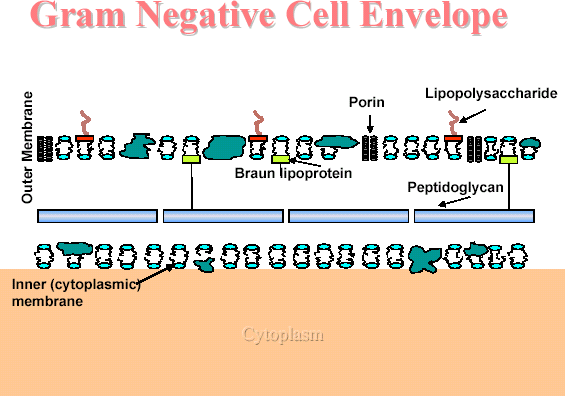 Gram Negative Cell Envelope
Outer Membrane
Porin
Lipopolysaccharide
Braun lipoprotein
Peptidoglycan
Inner (cytoplasmic)
membrane
Cytoplasm